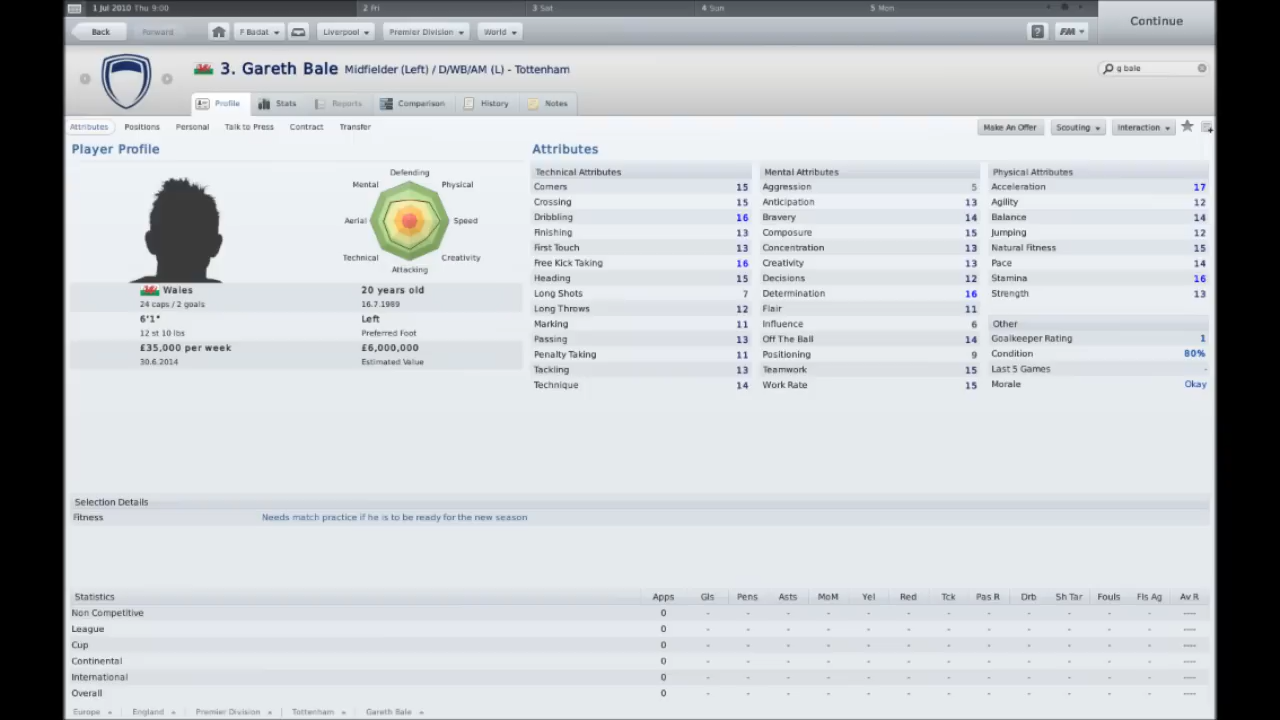 1 Jul 2010 Thu 9:00 2 Fri 3 Sat 4 Sun 5 Mon
Continue
Back Forward F Badat Liverpool Premier Division World ? FM
3. Gareth Bale Midfielder (Left) / D/WB/AM (L) - Tottenham g bale
Profile Stats Reports Comparison History Notes
Attributes Positions Personal Talk to Press Contract Transfer Make An Offer Scouting Interaction
Player Profile
Defending
Mental Physical
Aerial Speed
Technical Creativity
Attacking
Wales 20 years old
24 caps / 2 goals 16.7.1989
6'1" Left
12 st 10 lbs Preferred Foot
£35,000 per week £6,000,000
30.6.2014 Estimated Value
Attributes
Technical Attributes Mental Attributes Physical Attributes
Corners 15 Aggression 5 Acceleration 17
Crossing 15 Anticipation 13 Agility 12
Dribbling 16 Bravery 14 Balance 14
Finishing 13 Composure 15 Jumping 12
First Touch 13 Concentration 13 Natural Fitness 15
Free Kick Taking 16 Creativity 13 Pace 14
Heading 15 Decisions 12 Stamina 16
Long Shots 7 Determination 16 Strength 13
Long Throws 12 Flair 11
Marking 11 Influence 6 Other
Passing 13 Off The Ball 14 Goalkeeper Rating 1
Penalty Taking 11 Positioning 9 Condition 80%
Tackling 13 Teamwork 15 Last 5 Games -
Technique 14 Work Rate 15 Morale Okay
Selection Details
Fitness Needs match practice if he is to be ready for the new season
Statistics Apps Gls Pens Asts MoM Yel Red Tck Pas R Drb Sh Tar Fouls Fls Ag Av R
Non Competitive 0 - - - - - - - - - - - - ----
League 0 - - - - - - - - - - - - ----
Cup 0 - - - - - - - - - - - - ----
Continental 0 - - - - - - - - - - - - ----
International 0 - - - - - - - - - - - - ----
Overall 0 - - - - - - - - - - - - ----
Europe England Premier Division Tottenham Gareth Bale